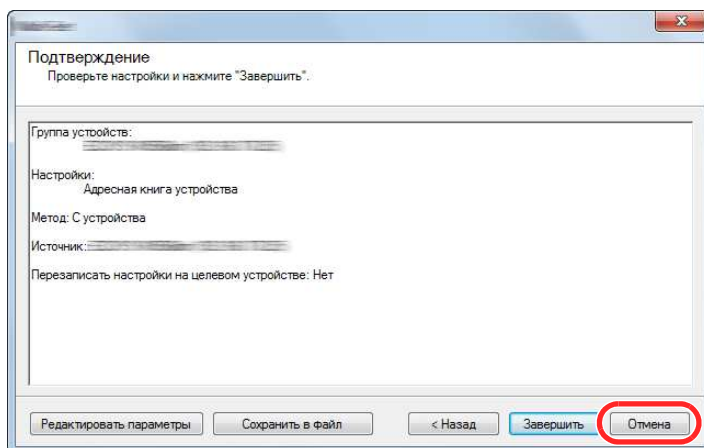 Подтверждение
Проверьте настройки и нажмите "Завершить".
Группа устройств:
Настройки:
Адресная книга устройства
Метод: С устройства
Источник:
Перезаписать настройки на целевом устройстве: Нет
Редактировать параметры Сохранить в файл < Назад Завершить Отмена